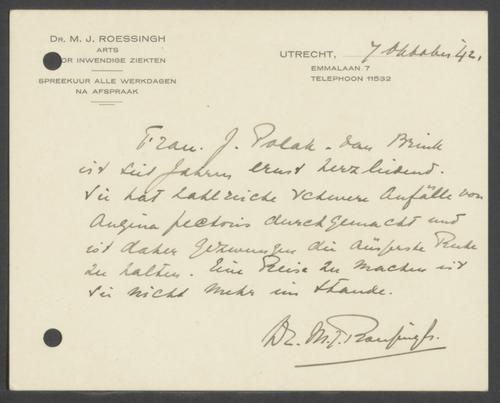 DR. M. J. ROESSINGH
ARTS
OR INWENDIGE ZIEKTEN
SPREEKUUR ALLE WERKDAGEN
NA AFSPRAAK
UTRECHT, 7 Oktober 42.
EMMALAAN 7
TELEPHOON 11532
Frau. J. Polak - van Brink
ist seit Jahren ernst herzleidend.
Sie hat zahlreiche schwere Anfälle von
Angina pectoris durchgemacht und
ist daher gezwungen die äuserste Ruhe
zu halten. Eine Reise zu machen ist
sie nicht mehr im stande.
Dr. M. J. Roessingh.